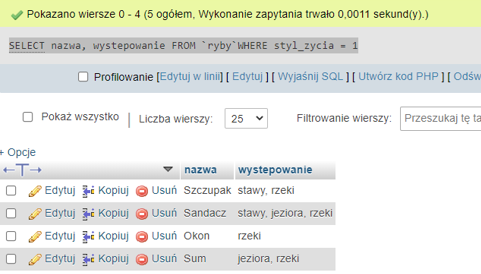 Pokazano wiersze 0 - 4 (5 ogółem, Wykonanie zapytania trwało 0,0011 sekund(y).)
SELECT nazwa, wystepowanie FROM `ryby`WHERE styl_zycia = 1
Profilowanie [Edytuj w linii] [ Edytuj ] [ Wyjaśnij SQL ] [ Utwórz kod PHP ] [ Odśw
Pokaż wszystko | Liczba wierszy: 25 Filtrowanie wierszy: Przeszukaj tę ta
+ Opcje
←T→ nazwa wystepowanie
Edytuj Kopiuj Usuń Szczupak stawy, rzeki
Edytuj Kopiuj Usuń Sandacz stawy, jeziora, rzeki
Edytuj Kopiuj Usuń Okon rzeki
Edytuj Kopiuj Usuń Sum jeziora, rzeki